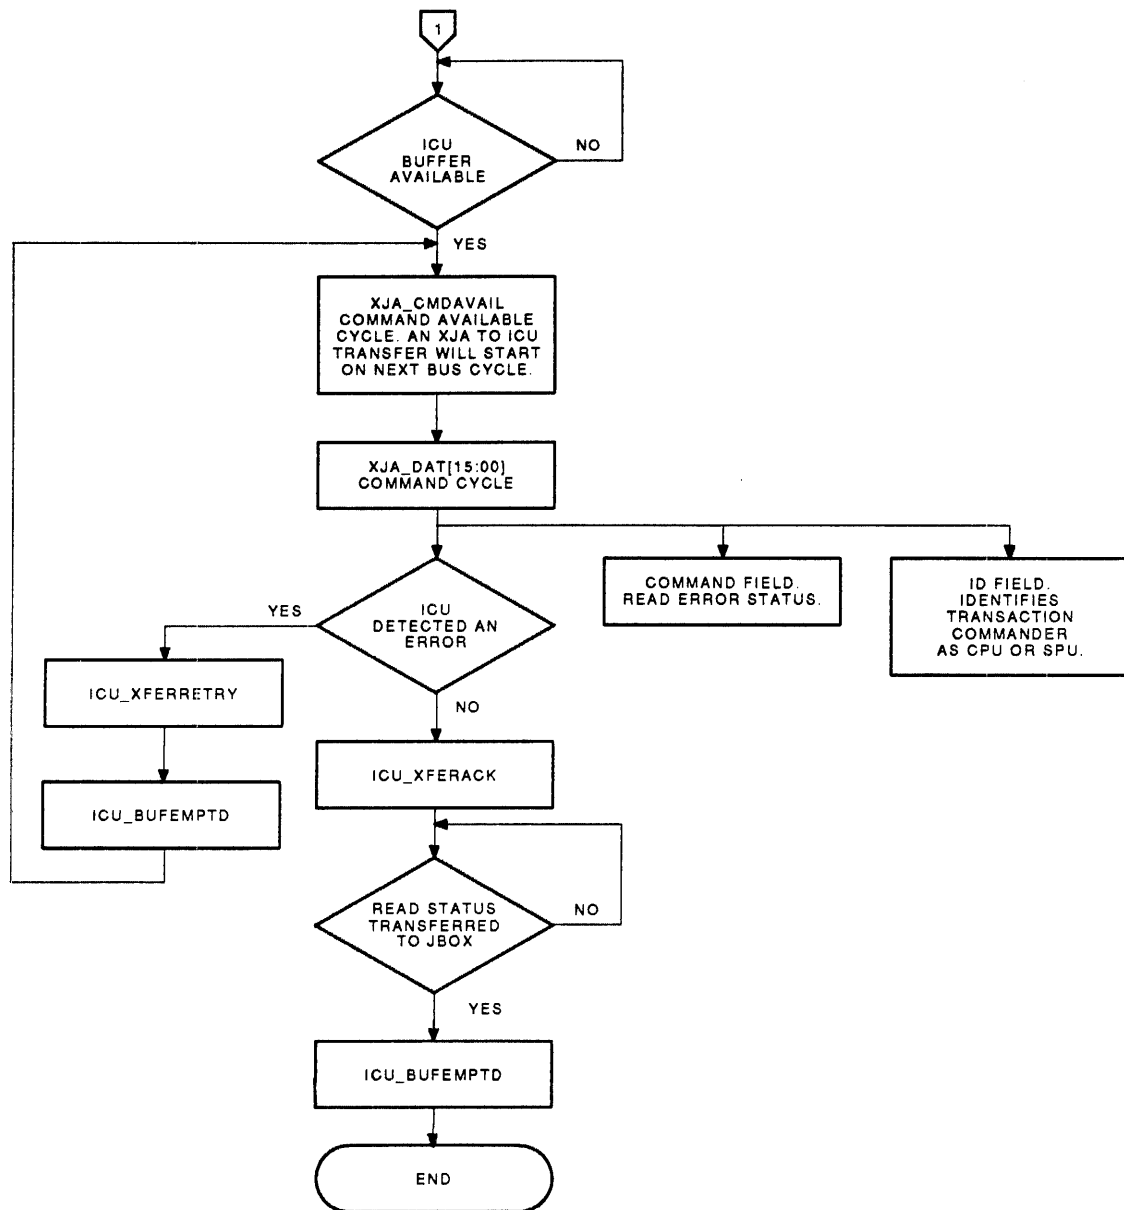 1
ICU
BUFFER
AVAILABLE
NO
YES
XJA_CMDAVAIL
COMMAND AVAILABLE
CYCLE. AN XJA TO ICU
TRANSFER WILL START
ON NEXT BUS CYCLE.
XJA_DAT[15:00]
COMMAND CYCLE
COMMAND FIELD.
READ ERROR STATUS.
ID FIELD.
IDENTIFIES
TRANSACTION
COMMANDER
AS CPU OR SPU.
YES
ICU
DETECTED AN
ERROR
NO
ICU_XFERRETRY
ICU_BUFEMPTD
ICU_XFERACK
READ STATUS
TRANSFERRED
TO JBOX
NO
YES
ICU_BUFEMPTD
END